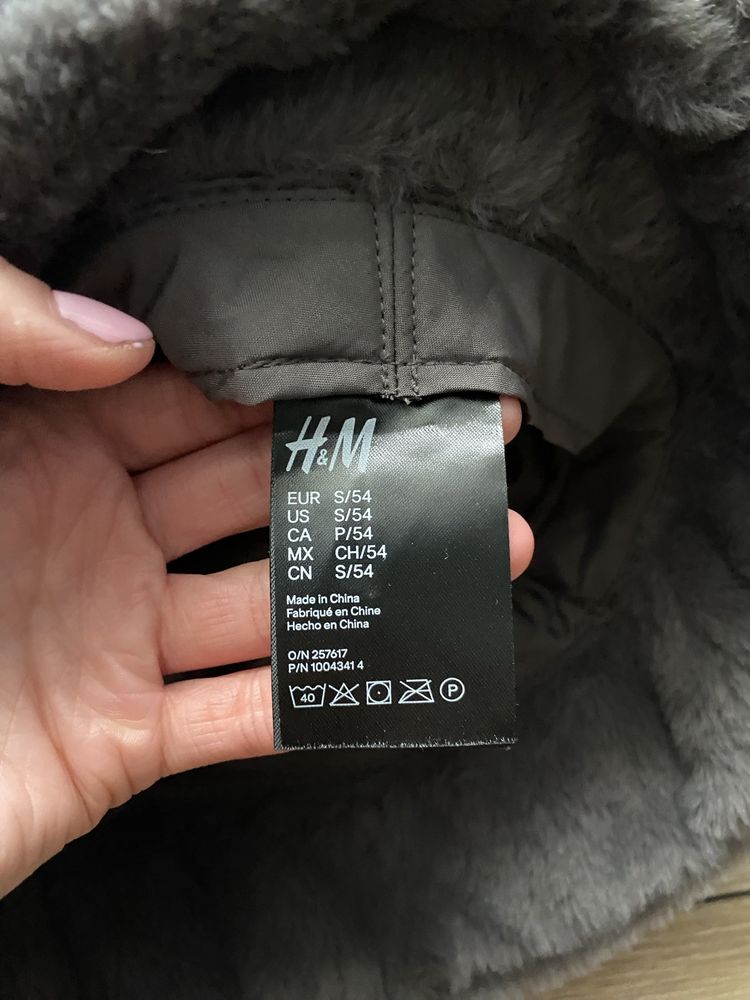 H&M
EUR S/54
US S/54
CA P/54
MX CH/54
CN S/54
Made in China
Fabriqué en Chine
Hecho en China
O/N 257617
P/N 1004341 4
40 P